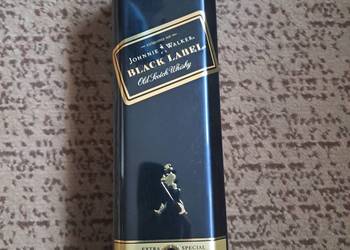 JOHNNIE WALKER
BLACK LABEL
Old Scotch Whisky
EXTRA SPECIAL